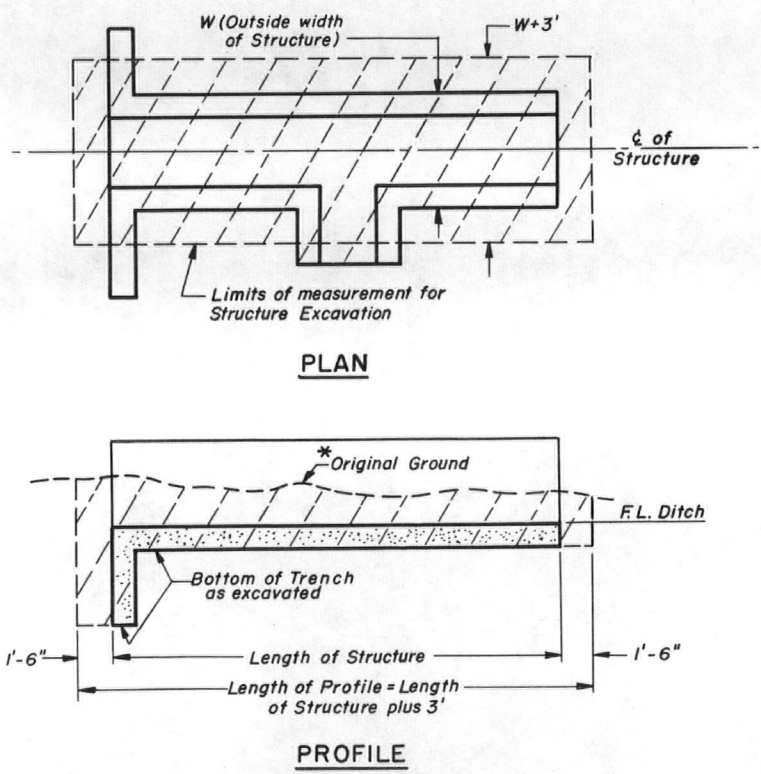 W (Outside width
of Structure)
W+3'
℄ of
Structure
Limits of measurement for
Structure Excavation
PLAN
*
Original Ground
F.L. Ditch
Bottom of Trench
as excavated
1'-6"
Length of Structure
1'-6"
Length of Profile = Length
of Structure plus 3'
PROFILE